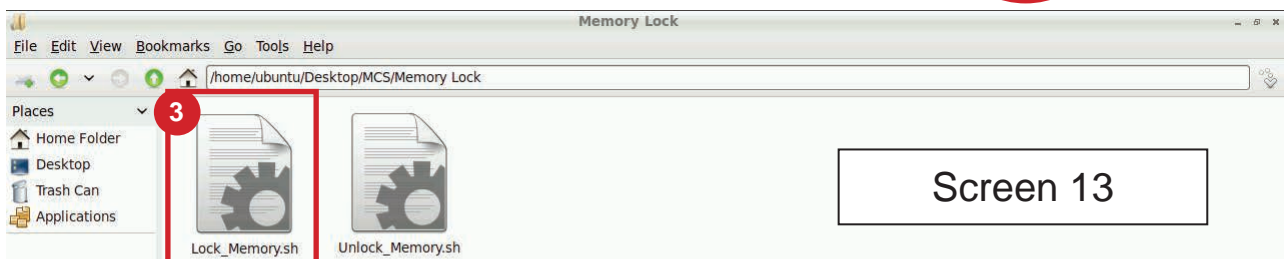 Memory Lock
File Edit View Bookmarks Go Tools Help
/home/ubuntu/Desktop/MCS/Memory Lock
Places
3
Home Folder
Desktop
Trash Can
Applications
Lock_Memory.sh
Unlock_Memory.sh
Screen 13